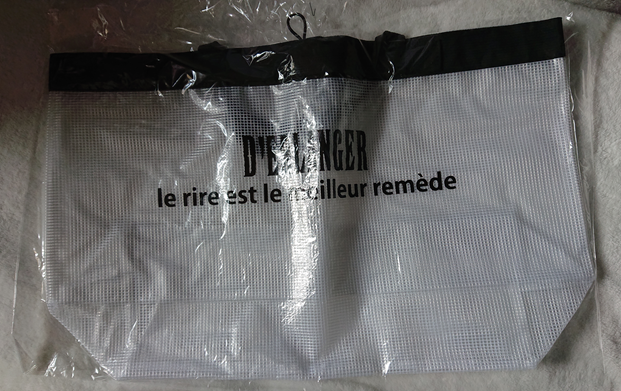 D'ERLANGER
le rire est le meilleur remède